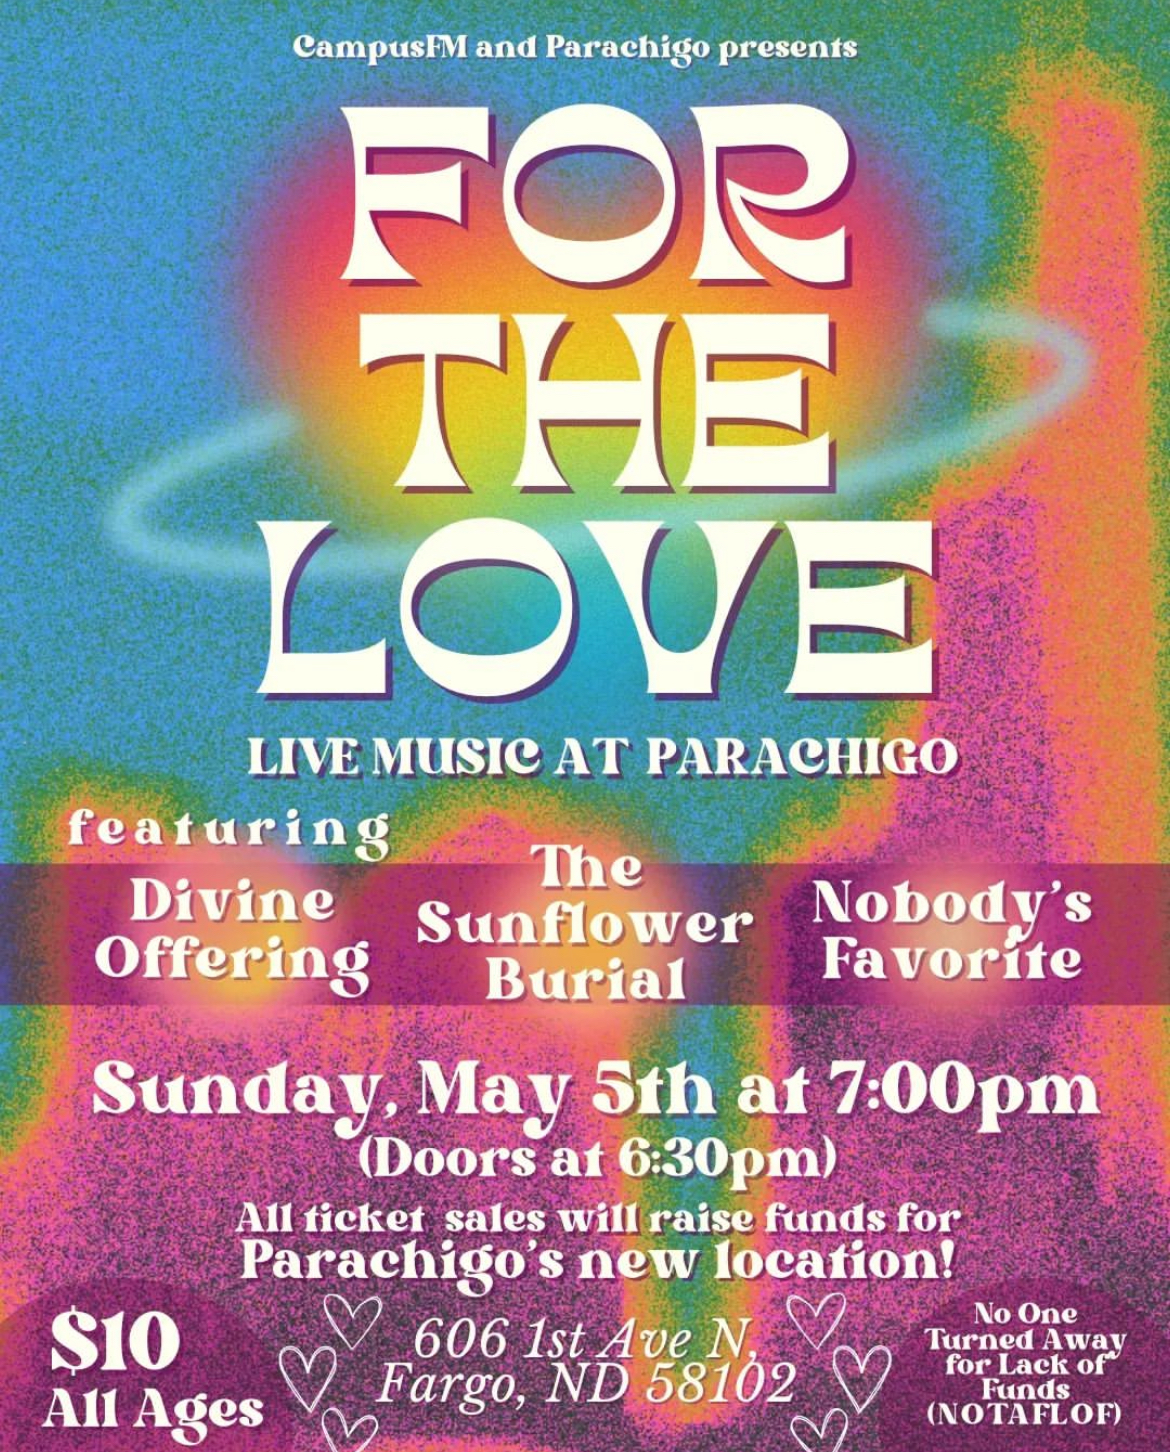 CampusFM and Parachigo presents
FOR
THE
LOVE
LIVE MUSIC AT PARACHIGO
featuring
Divine
Offering
The
Sunflower
Burial
Nobody's
Favorite
Sunday, May 5th at 7:00pm
(Doors at 6:30pm)
All ticket sales will raise funds for
Parachigo's new location!
$10
All Ages
606 1st Ave N,
Fargo, ND 58102
No One
Turned Away
for Lack of
Funds
(NOTAFLOF)